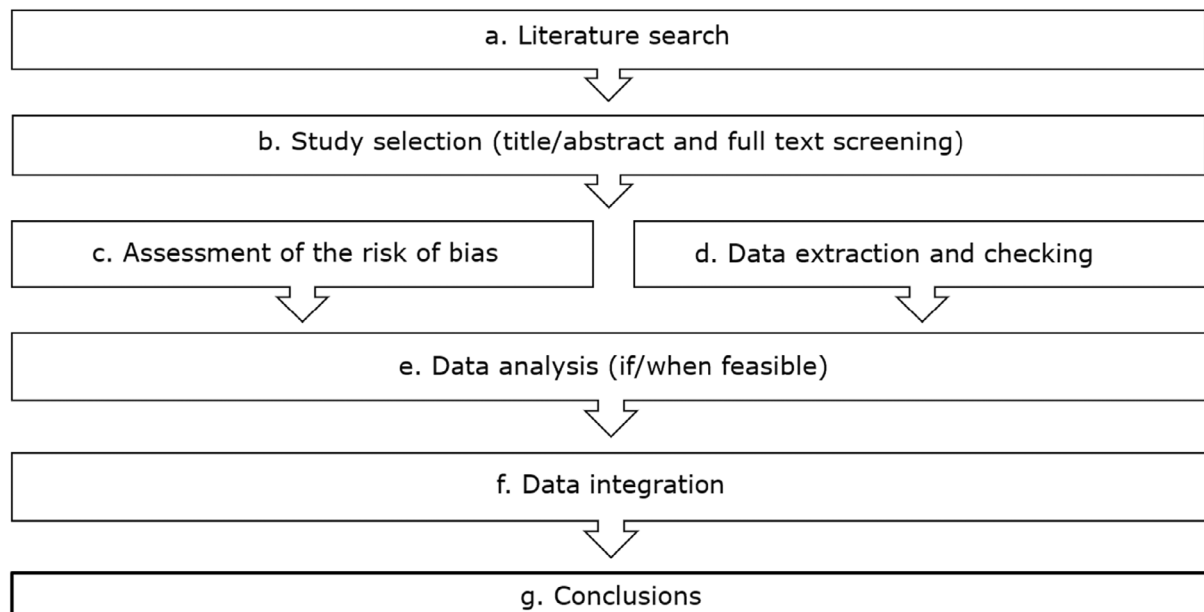 a. Literature search
b. Study selection (title/abstract and full text screening)
c. Assessment of the risk of bias
d. Data extraction and checking
e. Data analysis (if/when feasible)
f. Data integration
g. Conclusions